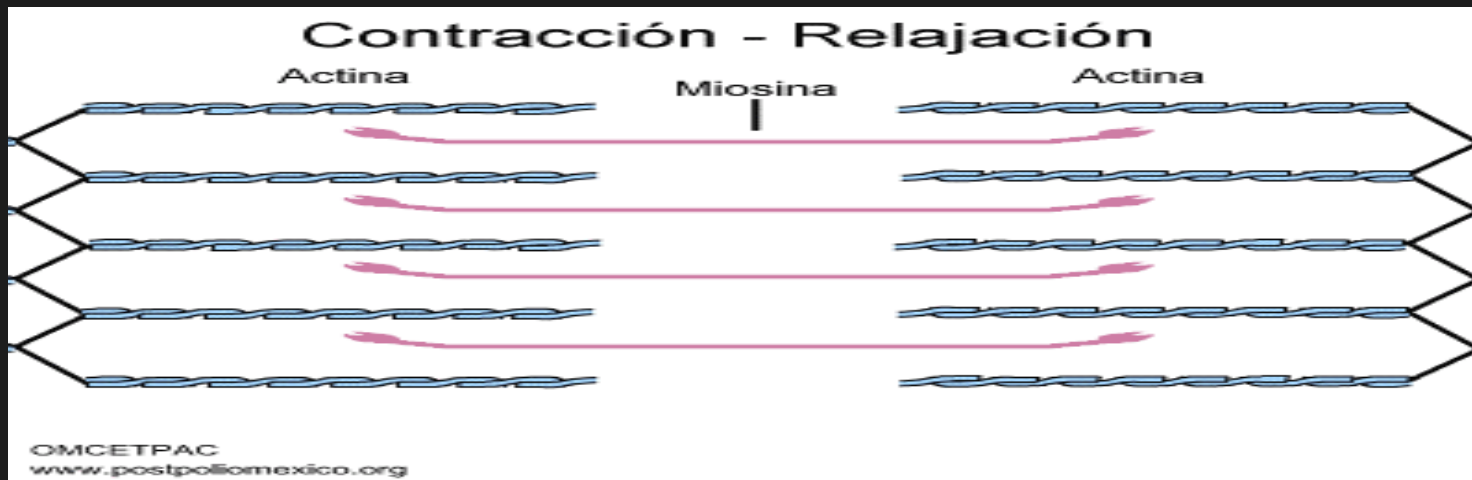 Contracción - Relajación
Actina
Miosina
Actina
OMCETPAC
www.postpoliomexico.org